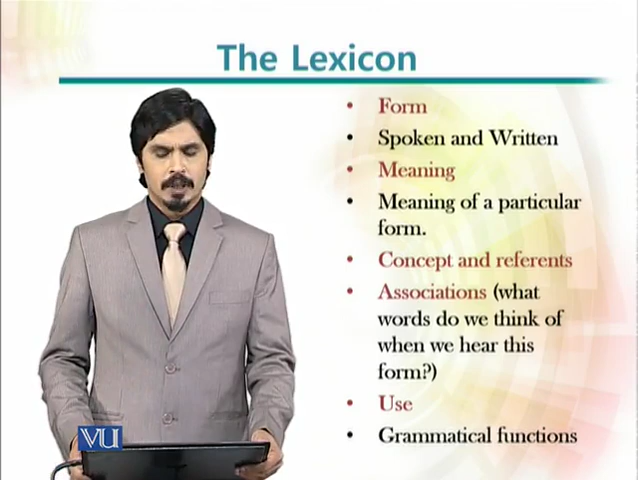 The Lexicon
• Form
• Spoken and Written
• Meaning
• Meaning of a particular
form.
• Concept and referents
• Associations (what
words do we think of
when we hear this
form?)
• Use
• Grammatical functions
VU